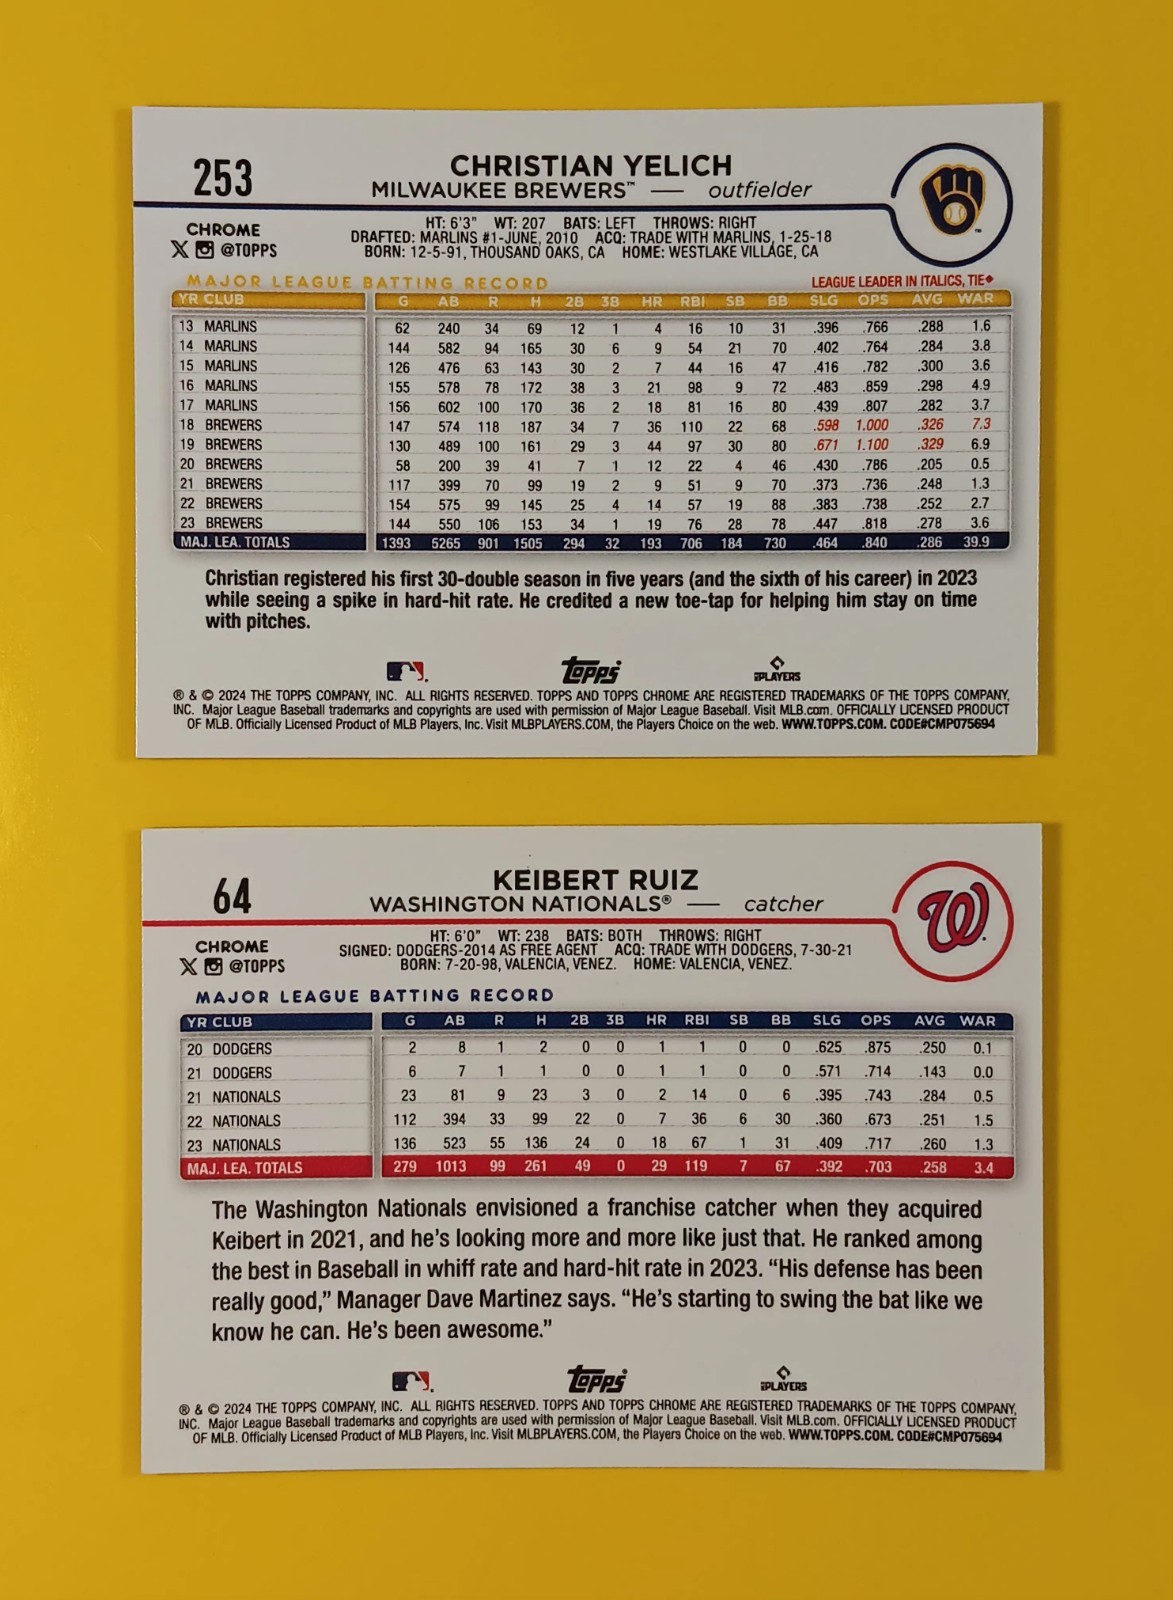 253
CHRISTIAN YELICH
MILWAUKEE BREWERS™ — outfielder
CHROME
X @TOPPS
HT: 6'3" WT: 207 BATS: LEFT THROWS: RIGHT
DRAFTED: MARLINS #1-JUNE, 2010 ACQ: TRADE WITH MARLINS, 1-25-18
BORN: 12-5-91, THOUSAND OAKS, CA HOME: WESTLAKE VILLAGE, CA
MAJOR LEAGUE BATTING RECORD LEAGUE LEADER IN ITALICS, TIE♦
YR CLUB G AB R H 2B 3B HR RBI SB BB SLG OPS AVG WAR
13 MARLINS 62 240 34 69 12 1 4 16 10 31 .396 .766 .288 1.6
14 MARLINS 144 582 94 165 30 6 9 54 21 70 .402 .764 .284 3.8
15 MARLINS 126 476 63 143 30 2 7 44 16 47 .416 .782 .300 3.6
16 MARLINS 155 578 78 172 38 3 21 98 9 72 .483 .859 .298 4.9
17 MARLINS 156 602 100 170 36 2 18 81 16 80 .439 .807 .282 3.7
18 BREWERS 147 574 118 187 34 7 36 110 22 68 .598 1.000 .326 7.3
19 BREWERS 130 489 100 161 29 3 44 97 30 80 .671 1.100 .329 6.9
20 BREWERS 58 200 39 41 7 1 12 22 4 46 .430 .786 .205 0.5
21 BREWERS 117 399 70 99 19 2 9 51 9 70 .373 .736 .248 1.3
22 BREWERS 154 575 99 145 25 4 14 57 19 88 .383 .738 .252 2.7
23 BREWERS 144 550 106 153 34 1 19 76 28 78 .447 .818 .278 3.6
MAJ. LEA. TOTALS 1393 5265 901 1505 294 32 193 706 184 730 .464 .840 .286 39.9
Christian registered his first 30-double season in five years (and the sixth of his career) in 2023
while seeing a spike in hard-hit rate. He credited a new toe-tap for helping him stay on time
with pitches.
Topps PLAYERS
® & © 2024 THE TOPPS COMPANY, INC. ALL RIGHTS RESERVED. TOPPS AND TOPPS CHROME ARE REGISTERED TRADEMARKS OF THE TOPPS COMPANY,
INC. Major League Baseball trademarks and copyrights are used with permission of Major League Baseball. Visit MLB.com. OFFICIALLY LICENSED PRODUCT
OF MLB. Officially Licensed Product of MLB Players, Inc. Visit MLBPLAYERS.COM, the Players Choice on the web. WWW.TOPPS.COM. CODE#CMP075694
64
KEIBERT RUIZ
WASHINGTON NATIONALS® — catcher
W
CHROME
X @TOPPS
HT: 6'0" WT: 238 BATS: BOTH THROWS: RIGHT
SIGNED: DODGERS-2014 AS FREE AGENT ACQ: TRADE WITH DODGERS, 7-30-21
BORN: 7-20-98, VALENCIA, VENEZ. HOME: VALENCIA, VENEZ.
MAJOR LEAGUE BATTING RECORD
YR CLUB G AB R H 2B 3B HR RBI SB BB SLG OPS AVG WAR
20 DODGERS 2 8 1 2 0 0 1 1 0 0 .625 .875 .250 0.1
21 DODGERS 6 7 1 1 0 0 1 1 0 0 .571 .714 .143 0.0
21 NATIONALS 23 81 9 23 3 0 2 14 0 6 .395 .743 .284 0.5
22 NATIONALS 112 394 33 99 22 0 7 36 6 30 .360 .673 .251 1.5
23 NATIONALS 136 523 55 136 24 0 18 67 1 31 .409 .717 .260 1.3
MAJ. LEA. TOTALS 279 1013 99 261 49 0 29 119 7 67 .392 .703 .258 3.4
The Washington Nationals envisioned a franchise catcher when they acquired
Keibert in 2021, and he's looking more and more like just that. He ranked among
the best in Baseball in whiff rate and hard-hit rate in 2023. “His defense has been
really good,” Manager Dave Martinez says. “He's starting to swing the bat like we
know he can. He's been awesome.”
Topps PLAYERS
® & © 2024 THE TOPPS COMPANY, INC. ALL RIGHTS RESERVED. TOPPS AND TOPPS CHROME ARE REGISTERED TRADEMARKS OF THE TOPPS COMPANY,
INC. Major League Baseball trademarks and copyrights are used with permission of Major League Baseball. Visit MLB.com. OFFICIALLY LICENSED PRODUCT
OF MLB. Officially Licensed Product of MLB Players, Inc. Visit MLBPLAYERS.COM, the Players Choice on the web. WWW.TOPPS.COM. CODE#CMP075694